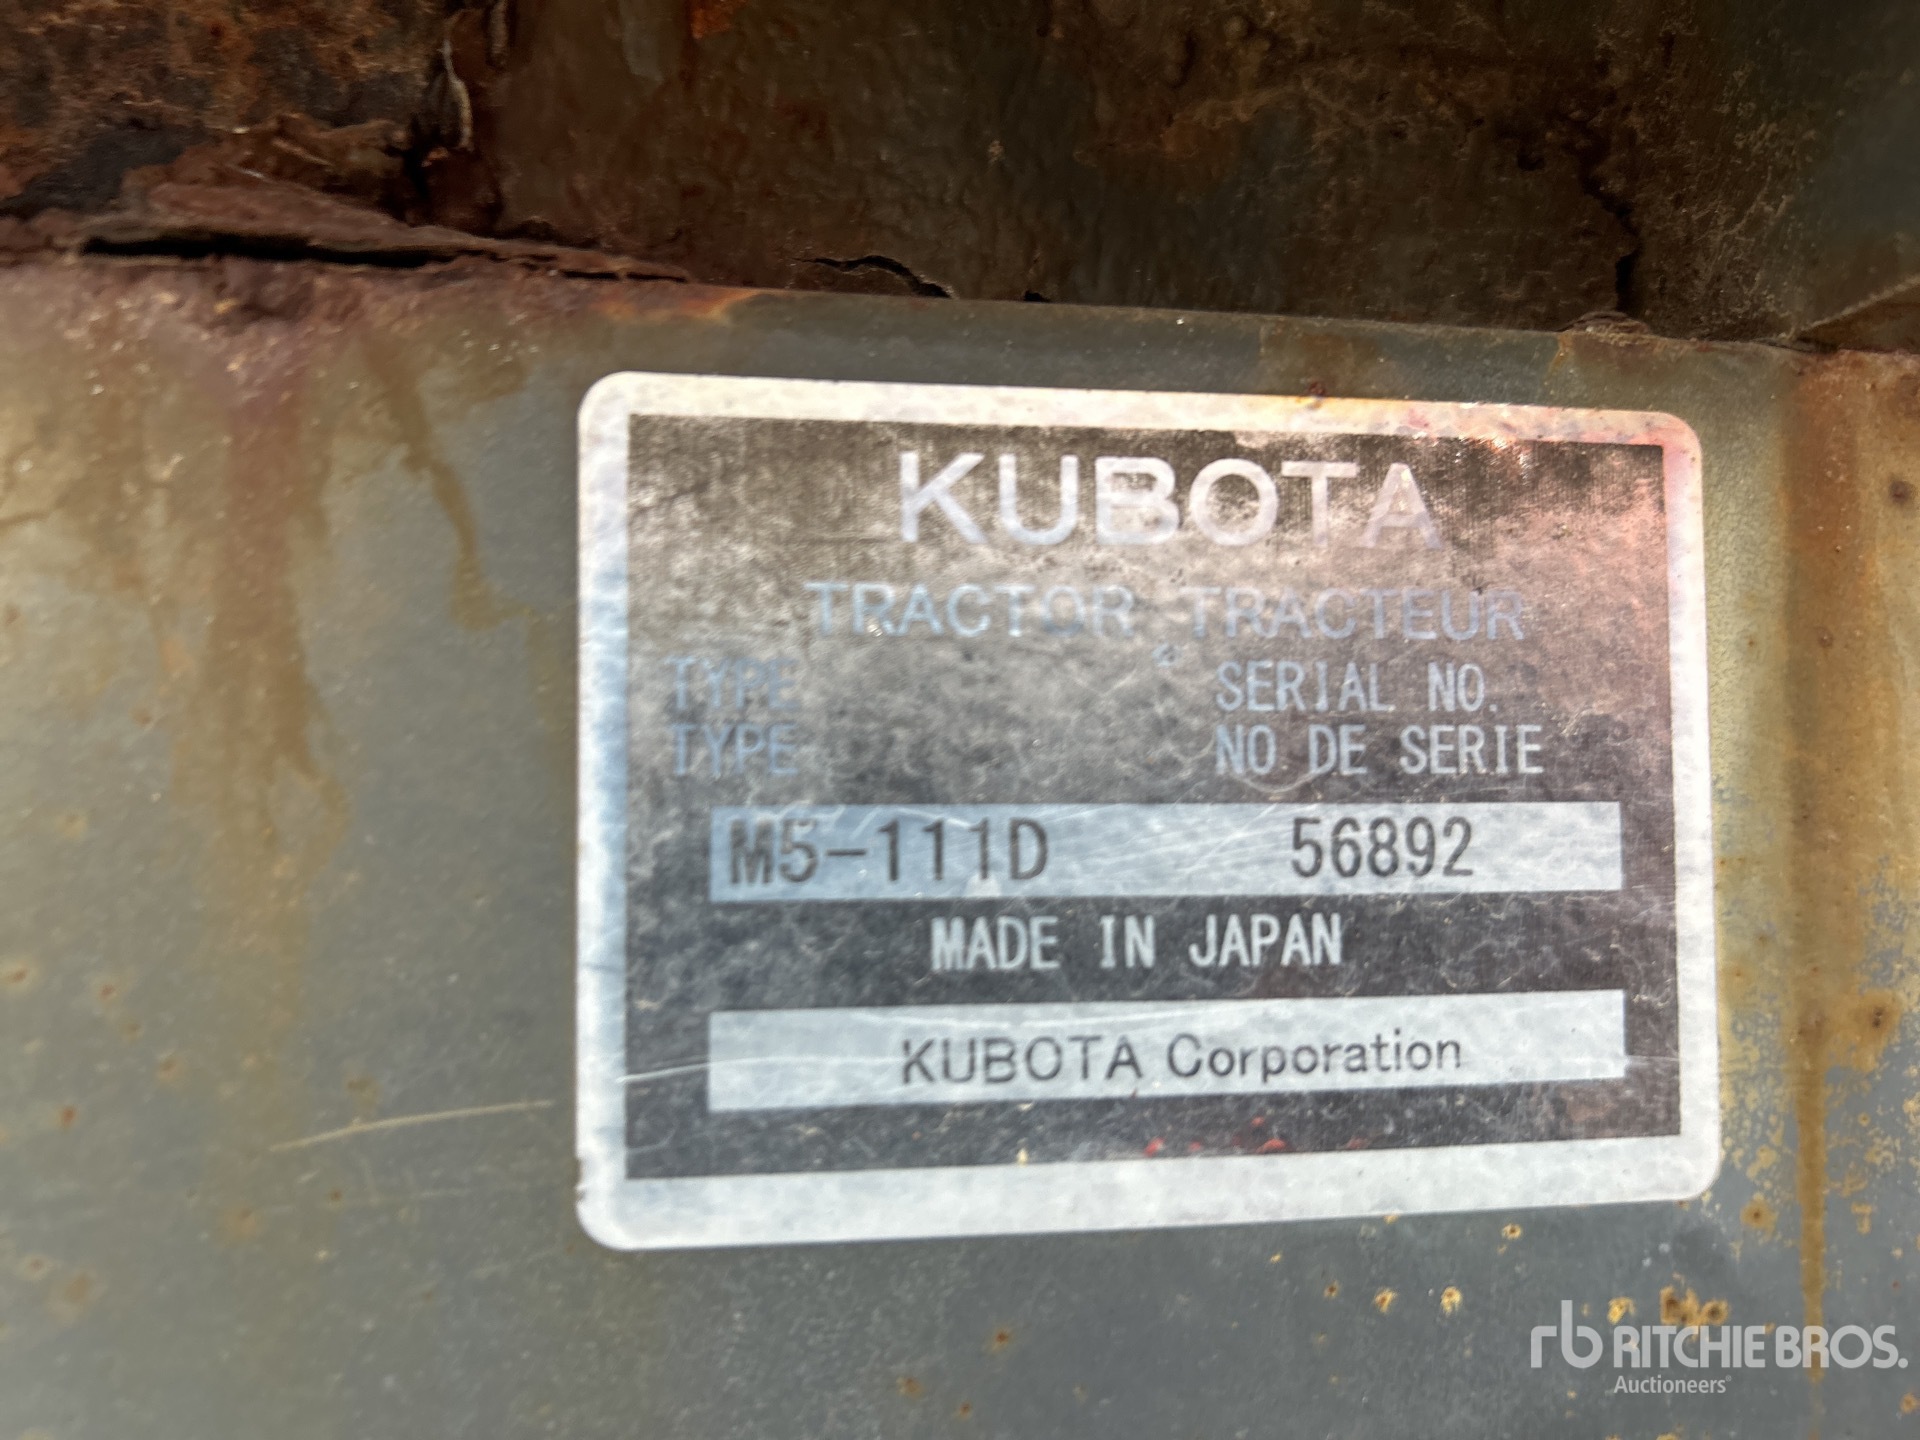 KUBOTA
TRACTOR TRACTEUR
TYPE SERIAL NO.
TYPE NO DE SERIE
M5-111D 56892
MADE IN JAPAN
KUBOTA Corporation
rb RITCHIE BROS.
Auctioneers